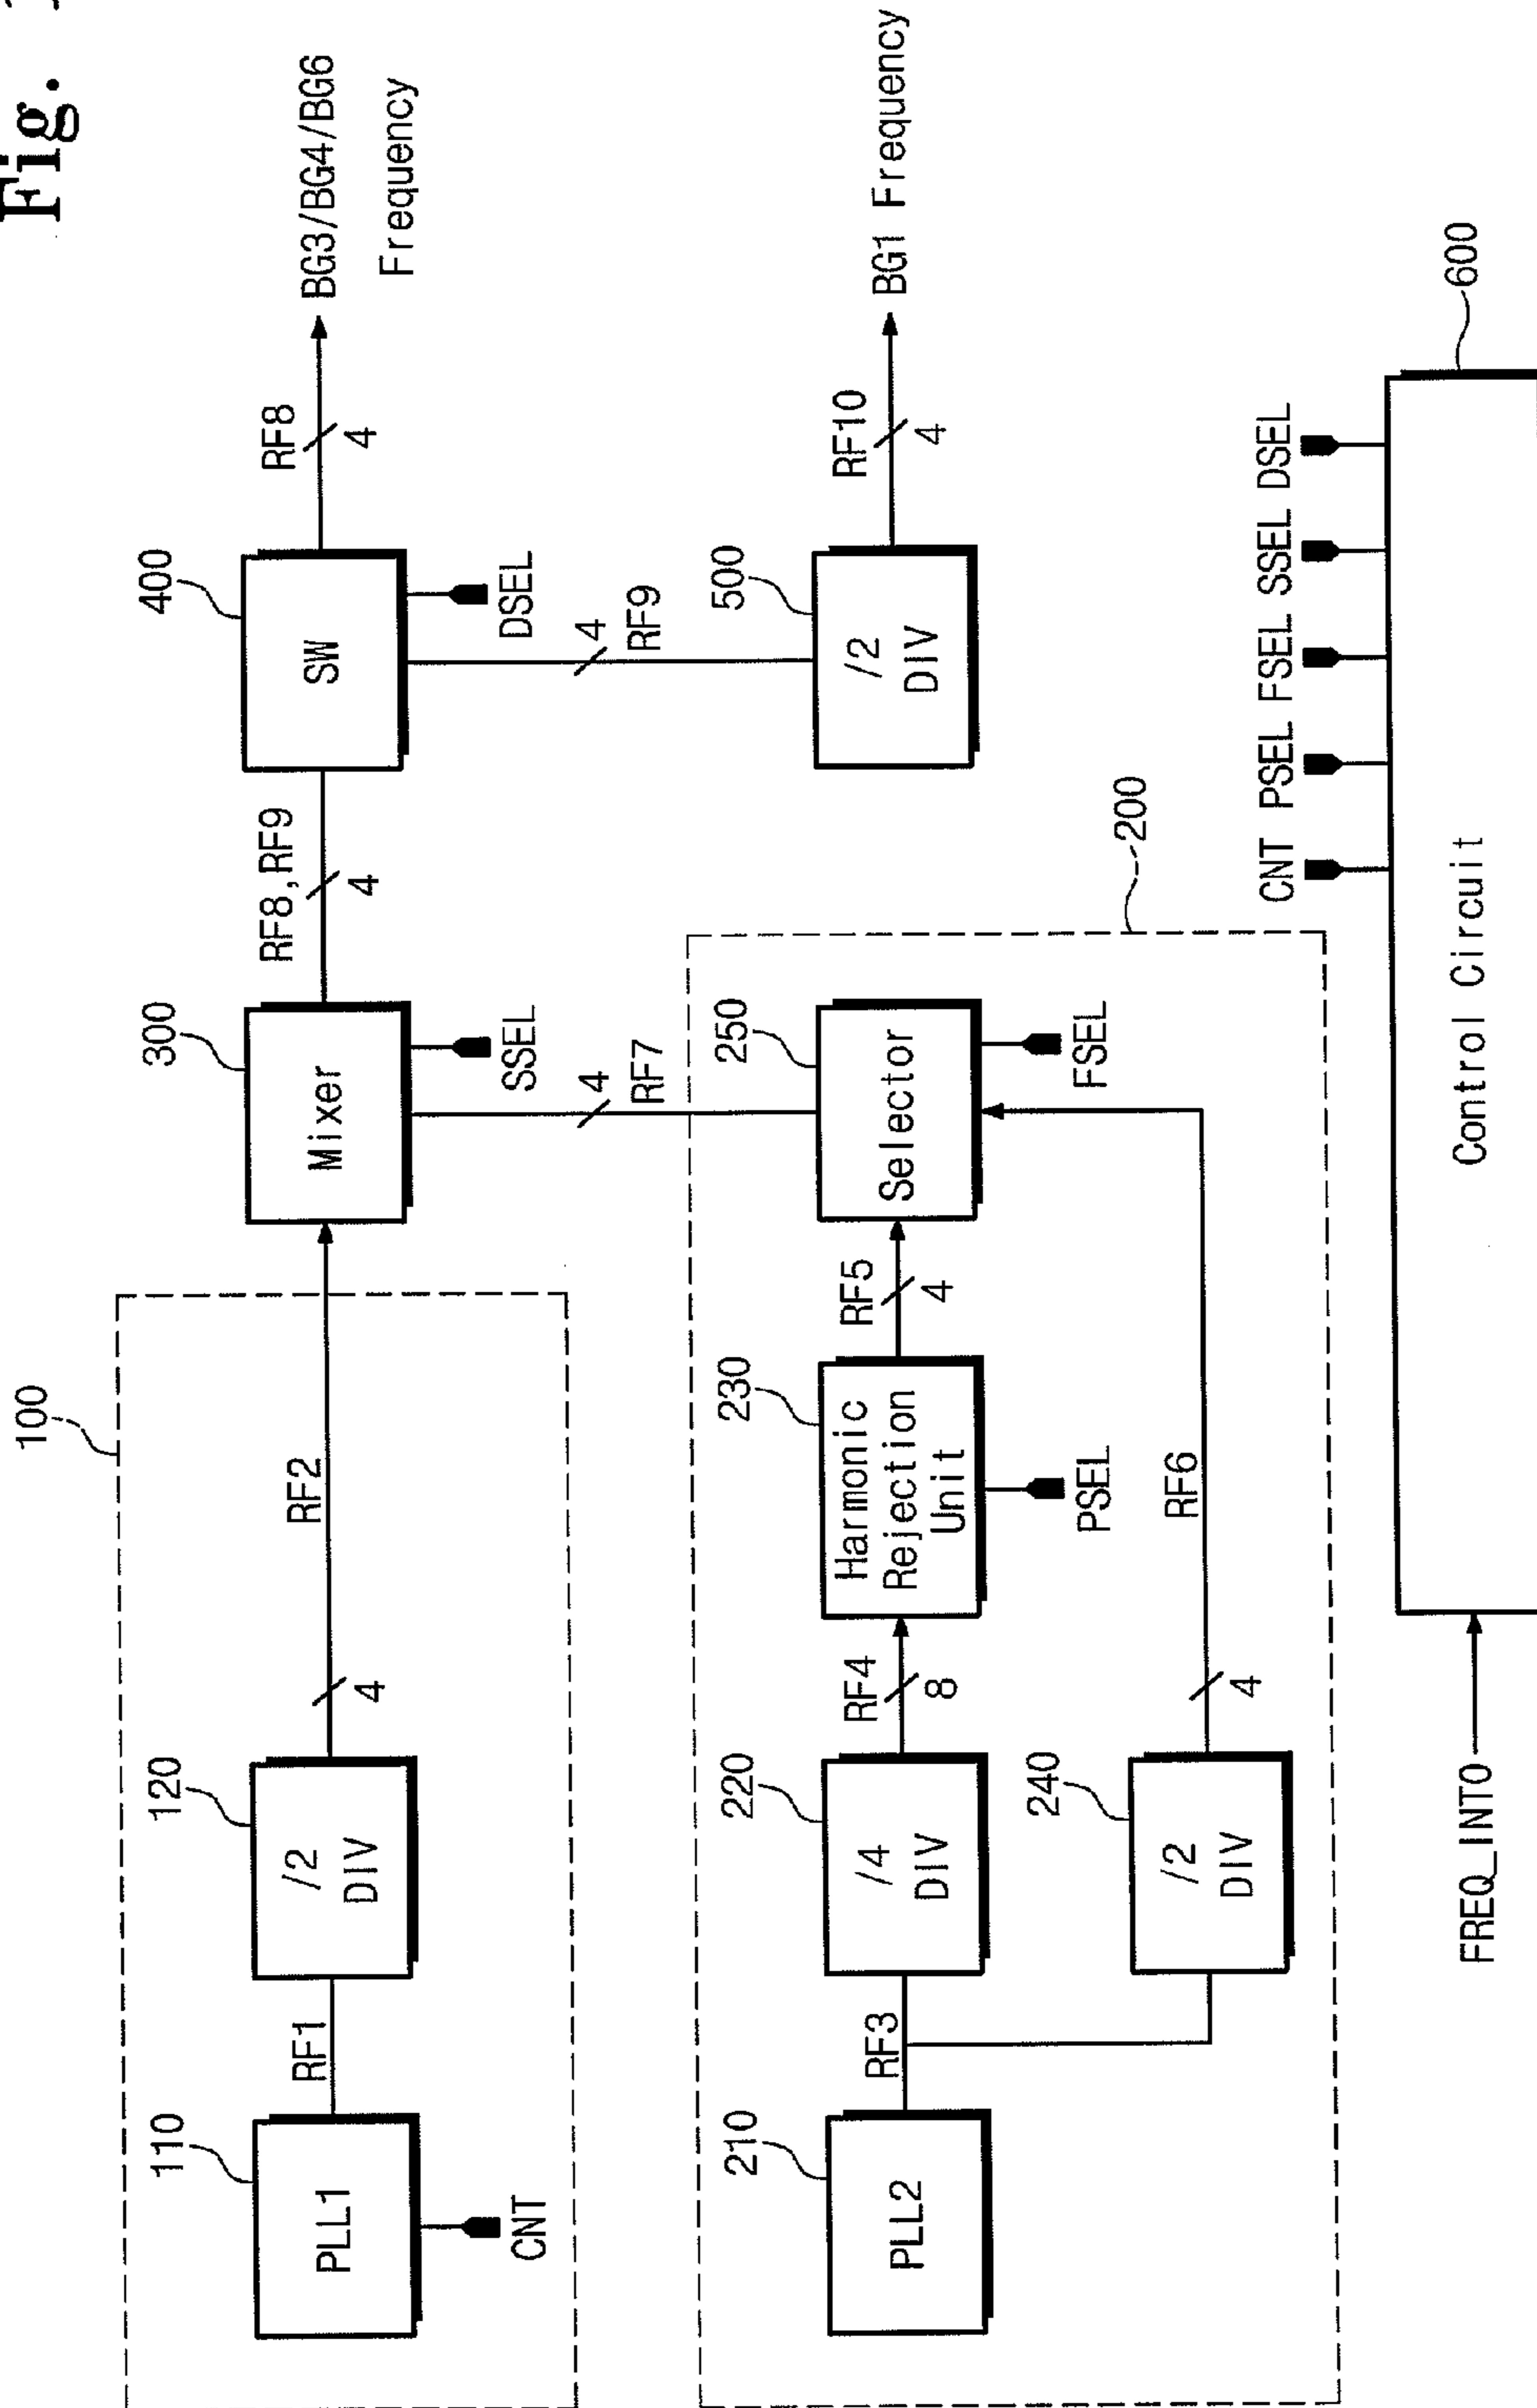 Fig.
100
110
PLL1
CNT
RF1
120
/2
DIV
4
RF2
300
Mixer
SSEL
RF8,RF9
4
400
SW
DSEL
RF8
4
BG3/BG4/BG6
Frequency
4
RF7
4
RF9
200
210
PLL2
RF3
220
/4
DIV
RF4
8
230
Harmonic
Rejection
Unit
PSEL
RF5
4
250
Selector
FSEL
500
/2
DIV
RF10
4
BG1 Frequency
240
/2
DIV
4
RF6
CNT PSEL FSEL SSEL DSEL
600
FREQ_INTO
Control Circuit